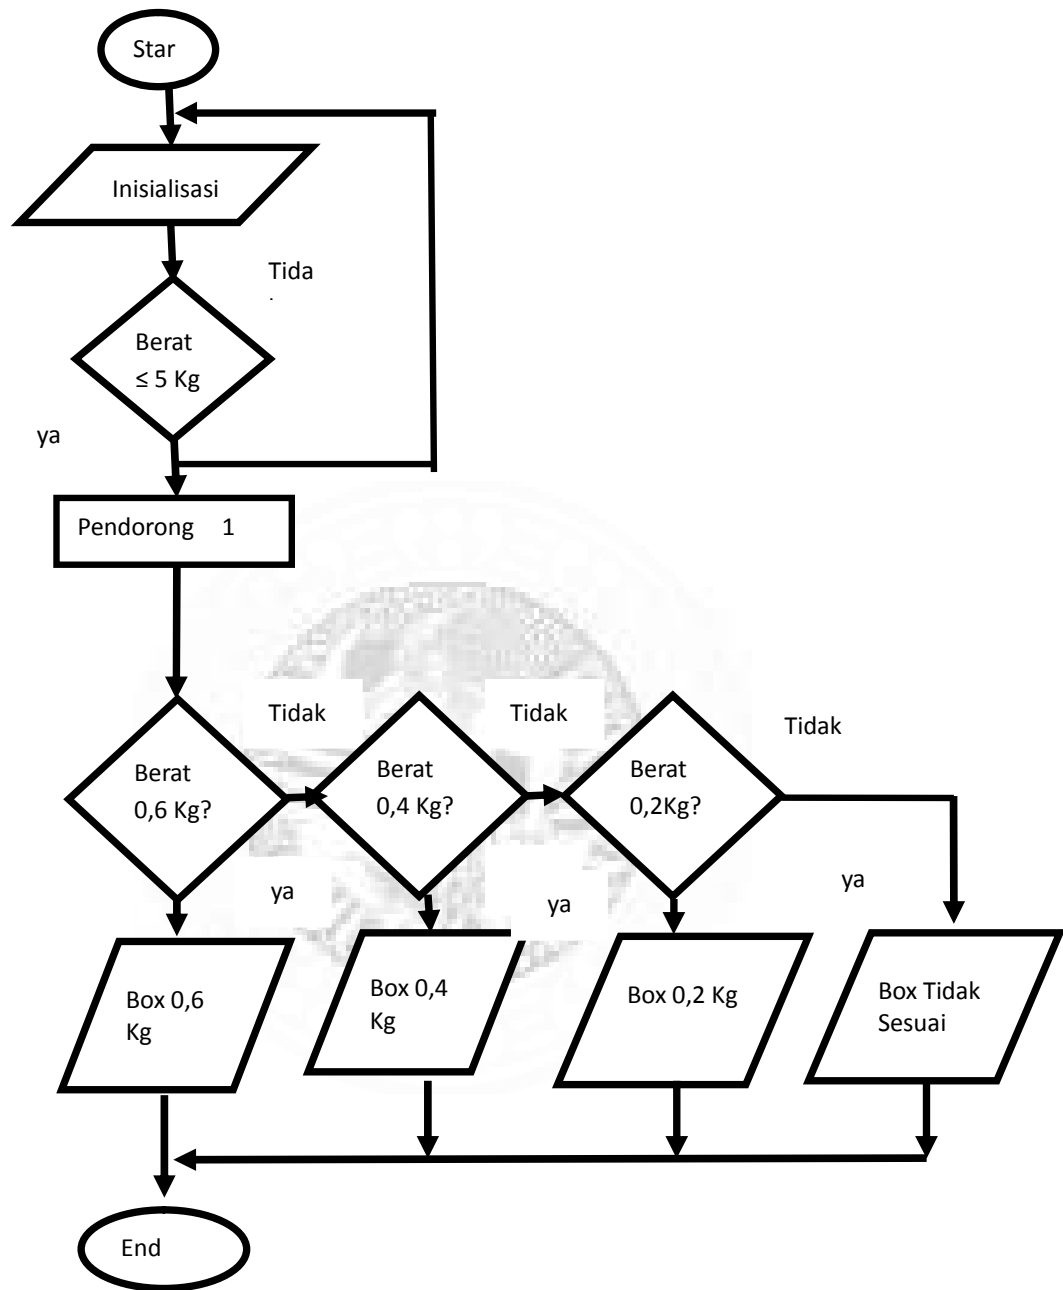 Star
Inisialisasi
Tida
Berat
≤ 5 Kg
ya
Pendorong 1
Tidak
Tidak
Tidak
Berat
0,6 Kg?
Berat
0,4 Kg?
Berat
0,2Kg?
ya
ya
ya
Box 0,6
Kg
Box 0,4
Kg
Box 0,2 Kg
Box Tidak
Sesuai
End